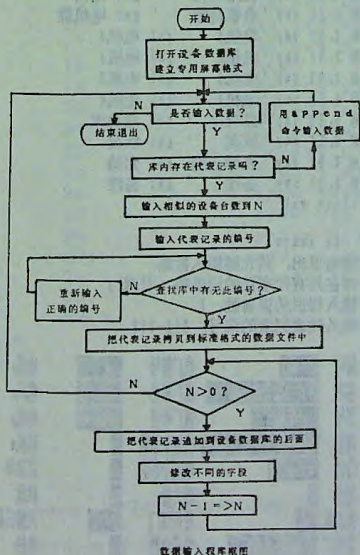 开始
打开设备数据库
建立专用屏幕格式
N
是否输入数据？
用append
命令输入数据
结束退出
Y
库内存在代表记录吗？
N
Y
输入相似的设备台数到N
输入代表记录的编号
重新输入
正确的编号
N
查找库中有无此编号？
Y
把代表记录拷贝到标准格式的数据文件中
N
N>0？
Y
把代表记录追加到设备数据库的后面
修改不同的字段
N-1=>N
数据输入程序框图